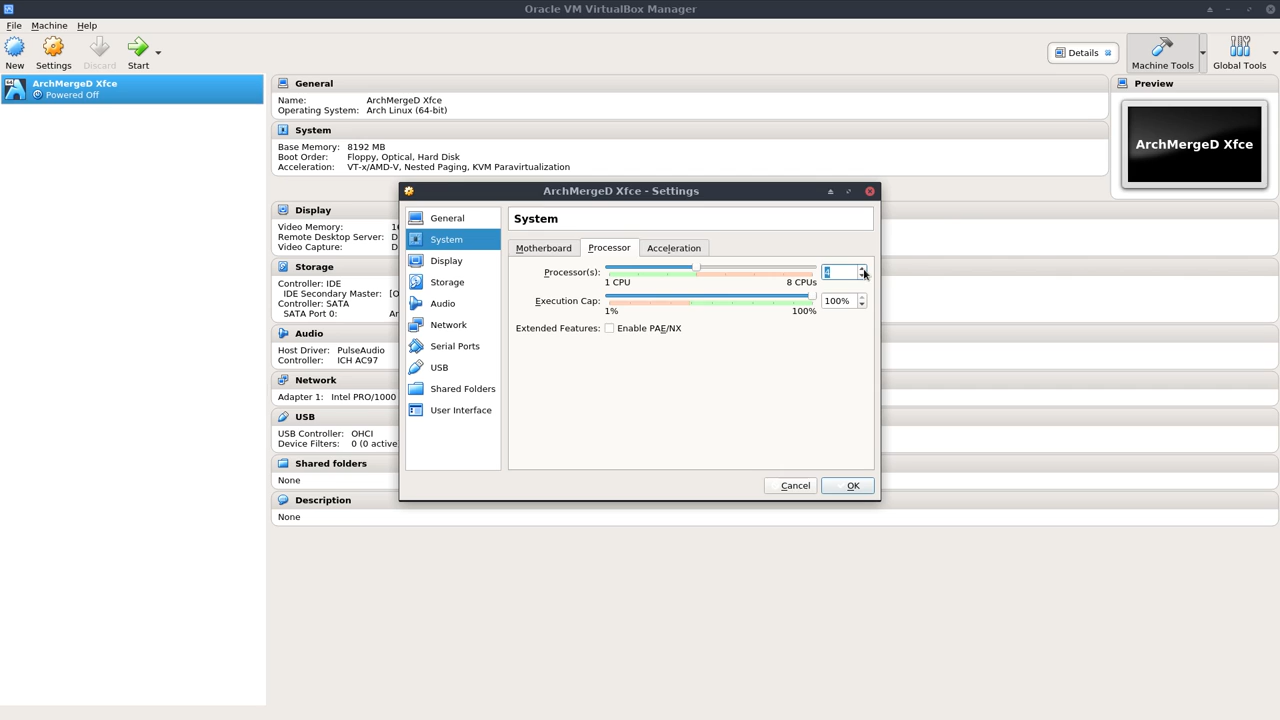 Oracle VM VirtualBox Manager
File Machine Help
New Settings Discard Start
Details
Machine Tools Global Tools
ArchMergeD Xfce
Powered Off
General
Name: ArchMergeD Xfce
Operating System: Arch Linux (64-bit)
System
Base Memory: 8192 MB
Boot Order: Floppy, Optical, Hard Disk
Acceleration: VT-x/AMD-V, Nested Paging, KVM Paravirtualization
Preview
ArchMergeD Xfce
Display
Video Memory:
Remote Desktop Server:
Video Capture:
Storage
Controller: IDE
IDE Secondary Master:
Controller: SATA
SATA Port 0:
Audio
Host Driver: PulseAudio
Controller: ICH AC97
Network
Adapter 1: Intel PRO/1000
USB
USB Controller: OHCI
Device Filters: 0 (0 active
Shared folders
None
Description
None
ArchMergeD Xfce - Settings
General
System
Display
Storage
Audio
Network
Serial Ports
USB
Shared Folders
User Interface
System
Motherboard Processor Acceleration
Processor(s): 4
1 CPU 8 CPUs
Execution Cap: 100%
1% 100%
Extended Features: Enable PAE/NX
Cancel OK